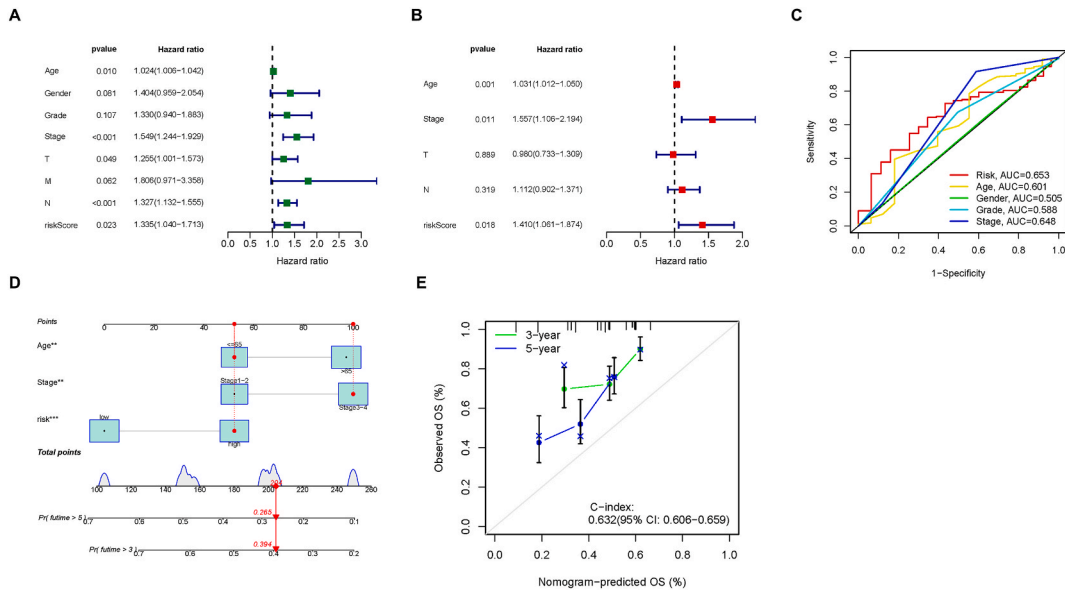 A
pvalue Hazard ratio
Age 0.010 1.024(1.006−1.042)
Gender 0.081 1.404(0.959−2.054)
Grade 0.107 1.330(0.940−1.883)
Stage <0.001 1.549(1.244−1.929)
T 0.049 1.255(1.001−1.573)
M 0.062 1.806(0.971−3.358)
N <0.001 1.327(1.132−1.555)
riskScore 0.023 1.335(1.040−1.713)
0.0 0.5 1.0 1.5 2.0 2.5 3.0
Hazard ratio
B
pvalue Hazard ratio
Age 0.001 1.031(1.012−1.050)
Stage 0.011 1.557(1.106−2.194)
T 0.889 0.980(0.733−1.309)
N 0.319 1.112(0.902−1.371)
riskScore 0.018 1.410(1.061−1.874)
0.0 0.5 1.0 1.5 2.0
Hazard ratio
C
Sensitivity
1.0
0.8
0.6
0.4
0.2
0.0
Risk, AUC=0.653
Age, AUC=0.601
Gender, AUC=0.505
Grade, AUC=0.588
Stage, AUC=0.648
0.0 0.2 0.4 0.6 0.8 1.0
1−Specificity
D
Points
0 20 40 60 80 100
Age**
<=65
>65
Stage**
Stage1−2
Stage3−4
risk***
low
high
Total points
100 120 140 160 180 200 220 240 260
0.265
Pr( futime > 5 )
0.7 0.6 0.5 0.4 0.3 0.2 0.1
0.394
Pr( futime > 3 )
0.7 0.6 0.5 0.4 0.3 0.2
E
Observed OS (%)
1.0
0.8
0.6
0.4
0.2
0.0
3−year
5−year
C−index:
0.632(95% CI: 0.606−0.659)
0.0 0.2 0.4 0.6 0.8 1.0
Nomogram−predicted OS (%)